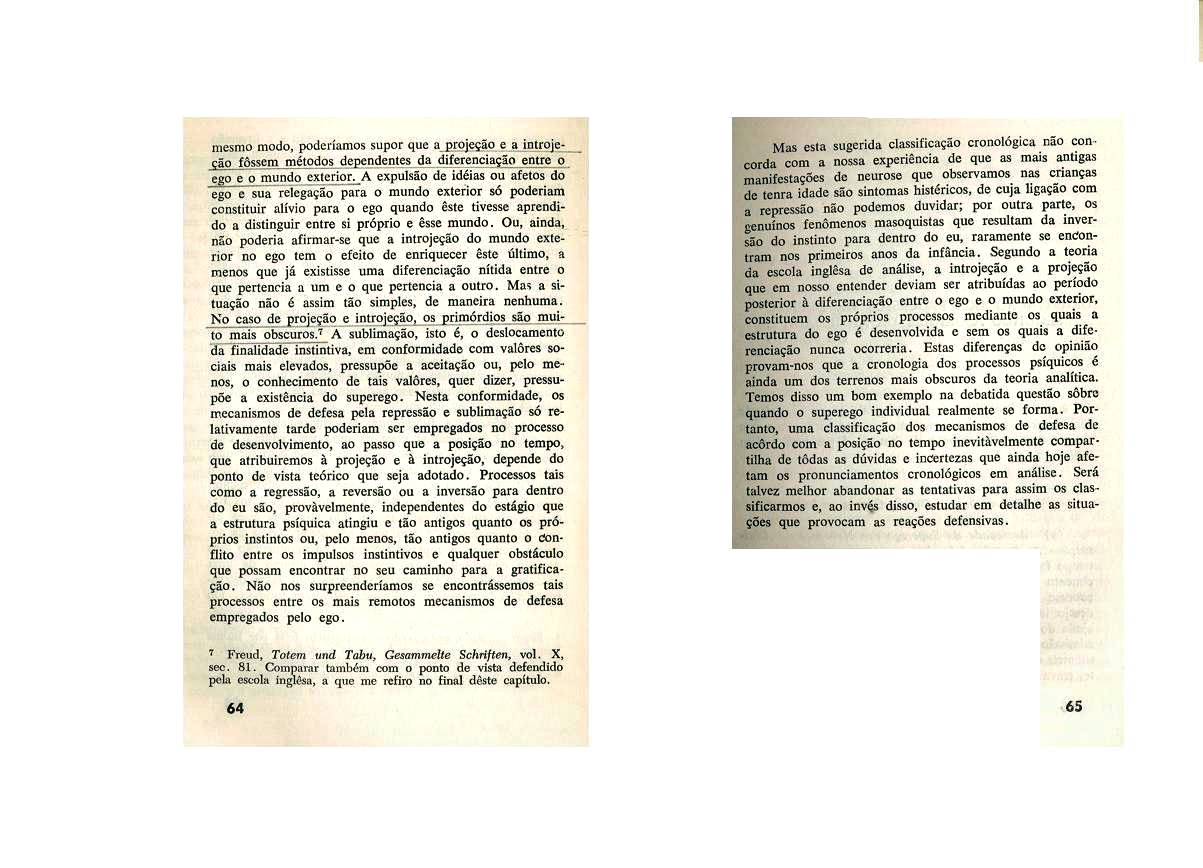 mesmo modo, poderíamos supor que a projeção e a introje-
ção fôssem métodos dependentes da diferenciação entre o
ego e o mundo exterior. A expulsão de idéias ou afetos do
ego e sua relegação para o mundo exterior só poderiam
constituir alívio para o ego quando êste tivesse aprendi-
do a distinguir entre si próprio e êsse mundo. Ou, ainda,
não poderia afirmar-se que a introjeção do mundo exte-
rior no ego tem o efeito de enriquecer êste último, a
menos que já existisse uma diferenciação nítida entre o
que pertencia a um e o que pertencia a outro. Mas a si-
tuação não é assim tão simples, de maneira nenhuma.
No caso de projeção e introjeção, os primórdios são mui-
to mais obscuros.⁷ A sublimação, isto é, o deslocamento
da finalidade instintiva, em conformidade com valôres so-
ciais mais elevados, pressupõe a aceitação ou, pelo me-
nos, o conhecimento de tais valôres, quer dizer, pressu-
põe a existência do superego. Nesta conformidade, os
mecanismos de defesa pela repressão e sublimação só re-
lativamente tarde poderiam ser empregados no processo
de desenvolvimento, ao passo que a posição no tempo,
que atribuiremos à projeção e à introjeção, depende do
ponto de vista teórico que seja adotado. Processos tais
como a regressão, a reversão ou a inversão para dentro
do eu são, provàvelmente, independentes do estágio que
a estrutura psíquica atingiu e tão antigos quanto os pró-
prios instintos ou, pelo menos, tão antigos quanto o con-
flito entre os impulsos instintivos e qualquer obstáculo
que possam encontrar no seu caminho para a gratifica-
ção. Não nos surpreenderíamos se encontrássemos tais
processos entre os mais remotos mecanismos de defesa
empregados pelo ego.
⁷ Freud, Totem und Tabu, Gesammelte Schriften, vol. X,
sec. 81. Comparar também com o ponto de vista defendido
pela escola inglêsa, a que me refiro no final dêste capítulo.
64
Mas esta sugerida classificação cronológica não con-
corda com a nossa experiência de que as mais antigas
manifestações de neurose que observamos nas crianças
de tenra idade são sintomas histéricos, de cuja ligação com
a repressão não podemos duvidar; por outra parte, os
genuínos fenômenos masoquistas que resultam da inver-
são do instinto para dentro do eu, raramente se encon-
tram nos primeiros anos da infância. Segundo a teoria
da escola inglêsa de análise, a introjeção e a projeção
que em nosso entender deviam ser atribuídas ao período
posterior à diferenciação entre o ego e o mundo exterior,
constituem os próprios processos mediante os quais a
estrutura do ego é desenvolvida e sem os quais a dife-
renciação nunca ocorreria. Estas diferenças de opinião
provam-nos que a cronologia dos processos psíquicos é
ainda um dos terrenos mais obscuros da teoria analítica.
Temos disso um bom exemplo na debatida questão sôbre
quando o superego individual realmente se forma. Por-
tanto, uma classificação dos mecanismos de defesa de
acôrdo com a posição no tempo inevitàvelmente compar-
tilha de tôdas as dúvidas e incertezas que ainda hoje afe-
tam os pronunciamentos cronológicos em análise. Será
talvez melhor abandonar as tentativas para assim os clas-
sificarmos e, ao invés disso, estudar em detalhe as situa-
ções que provocam as reações defensivas.
65